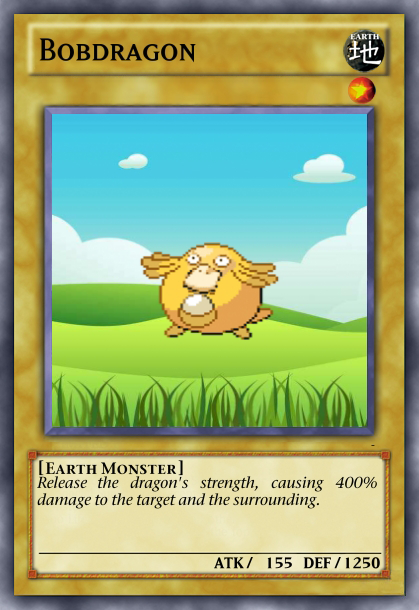 BOBDRAGON
EARTH
地
[EARTH MONSTER]
Release the dragon's strength, causing 400%
damage to the target and the surrounding.
ATK/ 155 DEF/1250